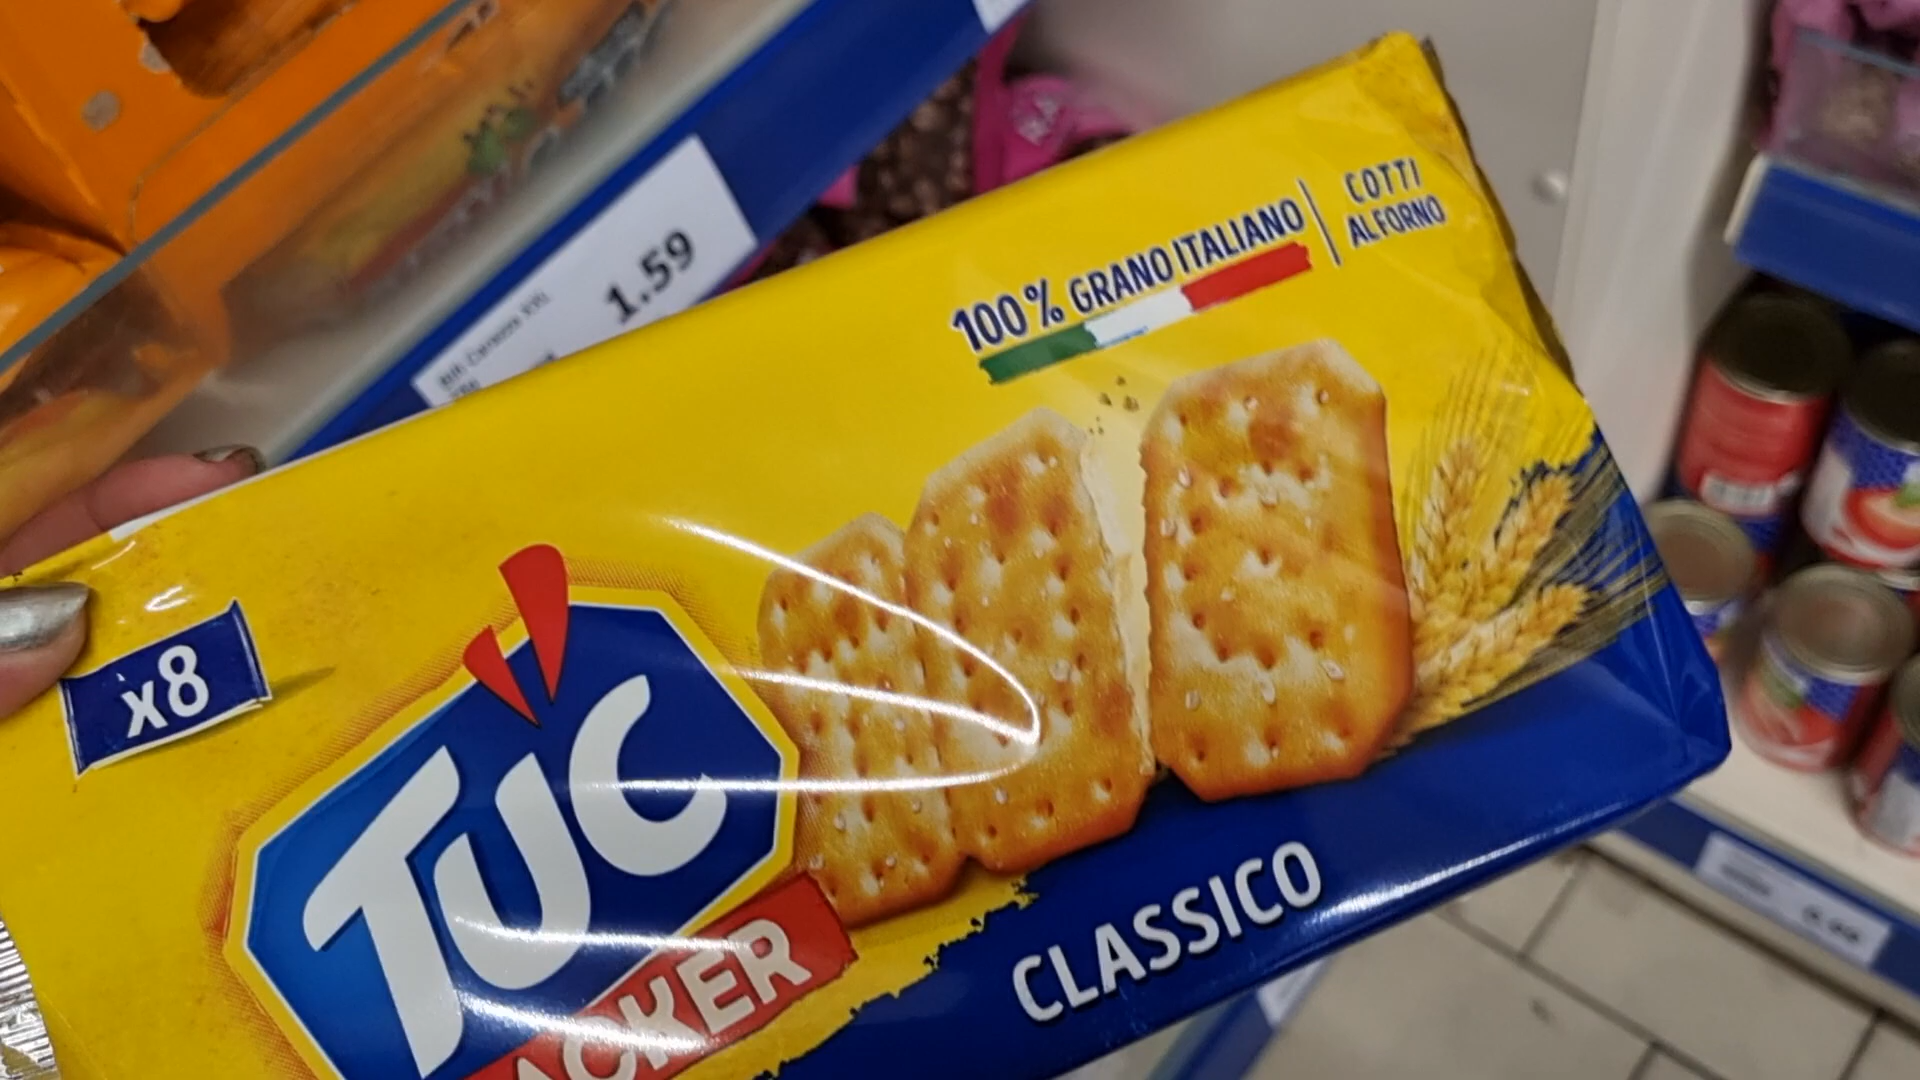 1.59
100% GRANO ITALIANO
COTTI
AL FORNO
x8
TUC
ACKER
CLASSICO